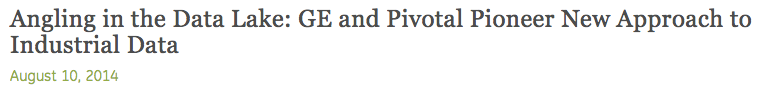 Angling in the Data Lake: GE and Pivotal Pioneer New Approach to
Industrial Data
August 10, 2014